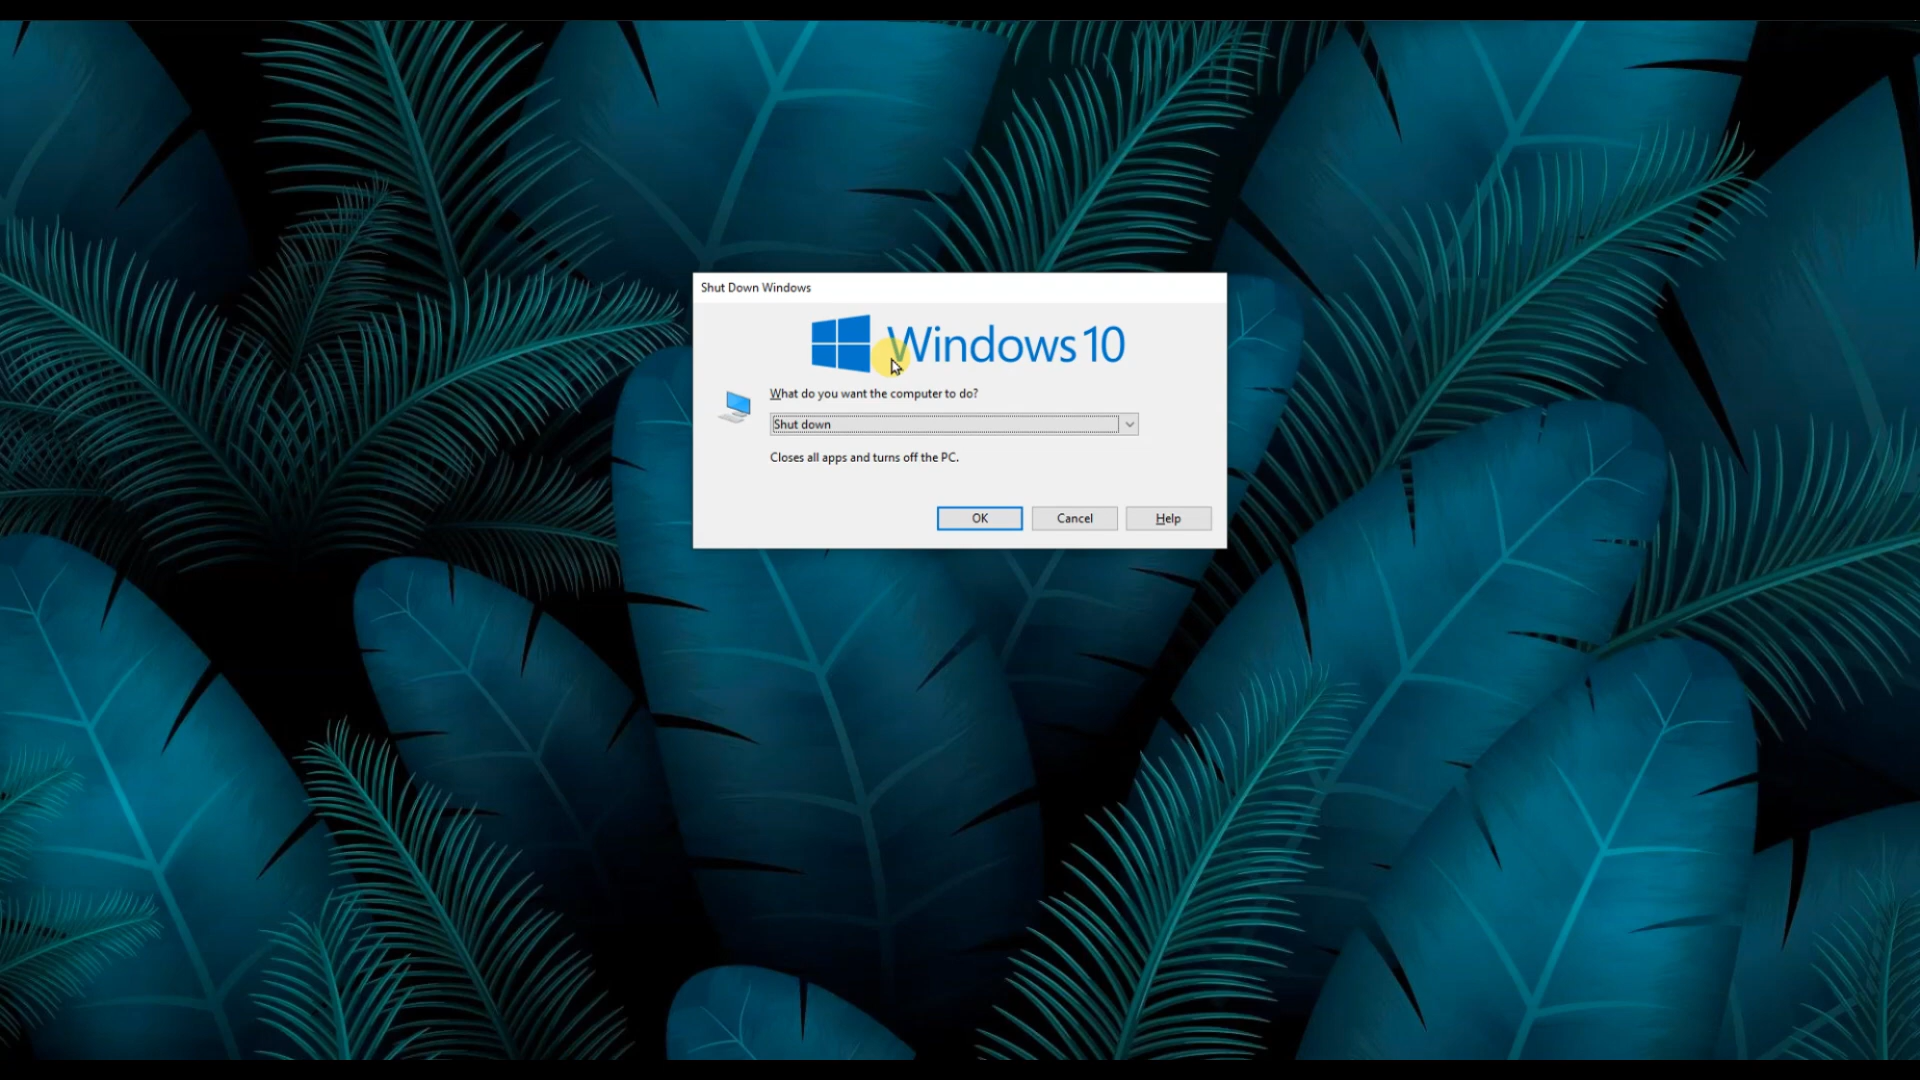 Shut Down Windows
Windows 10
What do you want the computer to do?
Shut down
Closes all apps and turns off the PC.
OK Cancel Help